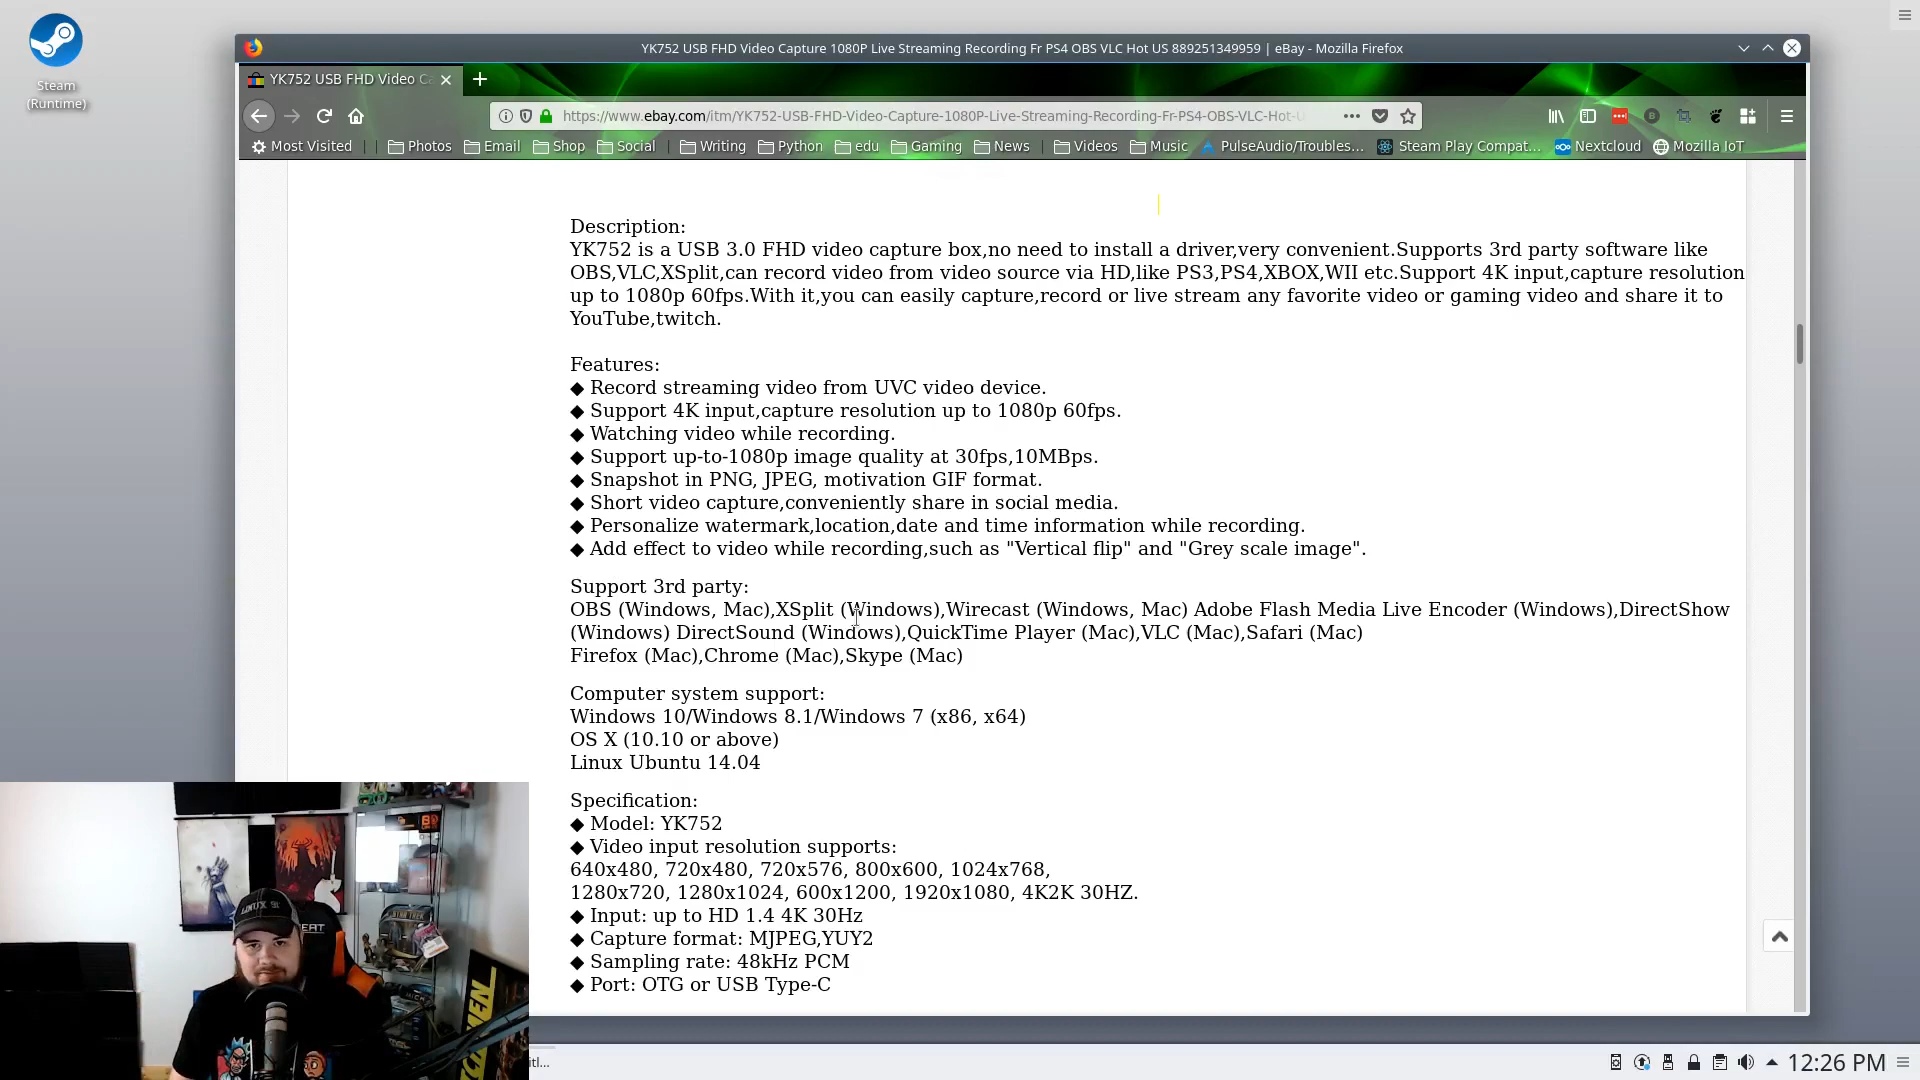 Steam
(Runtime)
YK752 USB FHD Video Capture 1080P Live Streaming Recording Fr PS4 OBS VLC Hot US 889251349959 | eBay - Mozilla Firefox
YK752 USB FHD Video Ca
https://www.ebay.com/itm/YK752-USB-FHD-Video-Capture-1080P-Live-Streaming-Recording-Fr-PS4-OBS-VLC-Hot-U
Most Visited Photos Email Shop Social Writing Python edu Gaming News Videos Music PulseAudio/Troubles... Steam Play Compat... Nextcloud Mozilla IoT
Description:
YK752 is a USB 3.0 FHD video capture box,no need to install a driver,very convenient.Supports 3rd party software like
OBS,VLC,XSplit,can record video from video source via HD,like PS3,PS4,XBOX,WII etc.Support 4K input,capture resolution
up to 1080p 60fps.With it,you can easily capture,record or live stream any favorite video or gaming video and share it to
YouTube,twitch.
Features:
◆ Record streaming video from UVC video device.
◆ Support 4K input,capture resolution up to 1080p 60fps.
◆ Watching video while recording.
◆ Support up-to-1080p image quality at 30fps,10MBps.
◆ Snapshot in PNG, JPEG, motivation GIF format.
◆ Short video capture,conveniently share in social media.
◆ Personalize watermark,location,date and time information while recording.
◆ Add effect to video while recording,such as "Vertical flip" and "Grey scale image".
Support 3rd party:
OBS (Windows, Mac),XSplit (Windows),Wirecast (Windows, Mac) Adobe Flash Media Live Encoder (Windows),DirectShow
(Windows) DirectSound (Windows),QuickTime Player (Mac),VLC (Mac),Safari (Mac)
Firefox (Mac),Chrome (Mac),Skype (Mac)
Computer system support:
Windows 10/Windows 8.1/Windows 7 (x86, x64)
OS X (10.10 or above)
Linux Ubuntu 14.04
Specification:
◆ Model: YK752
◆ Video input resolution supports:
640x480, 720x480, 720x576, 800x600, 1024x768,
1280x720, 1280x1024, 600x1200, 1920x1080, 4K2K 30HZ.
◆ Input: up to HD 1.4 4K 30Hz
◆ Capture format: MJPEG,YUY2
◆ Sampling rate: 48kHz PCM
◆ Port: OTG or USB Type-C
STAR TREK
LINUX
itl...
12:26 PM